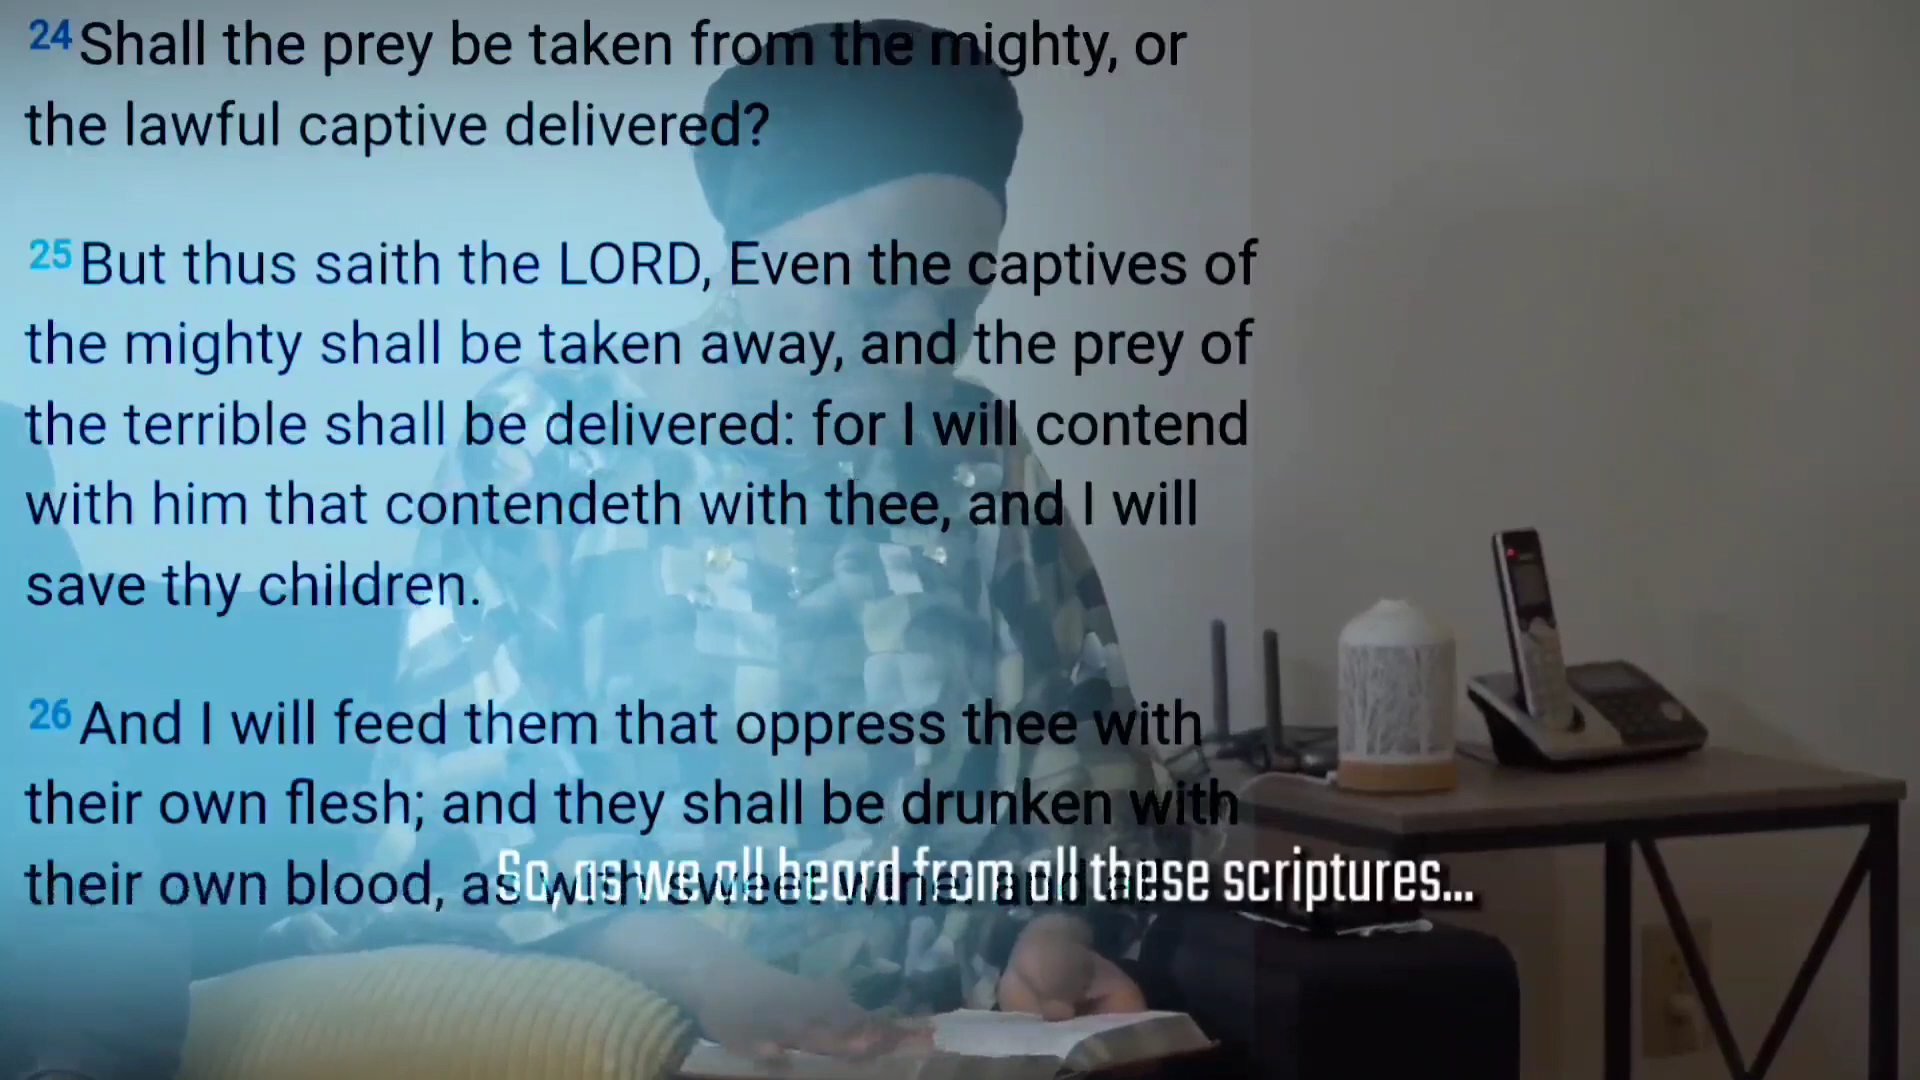 24 Shall the prey be taken from the mighty, or
the lawful captive delivered?
25 But thus saith the LORD, Even the captives of
the mighty shall be taken away, and the prey of
the terrible shall be delivered: for I will contend
with him that contendeth with thee, and I will
save thy children.
26 And I will feed them that oppress thee with
their own flesh; and they shall be drunken with
their own blood, as with sweet wine: and
So, as we all heard from all these scriptures...